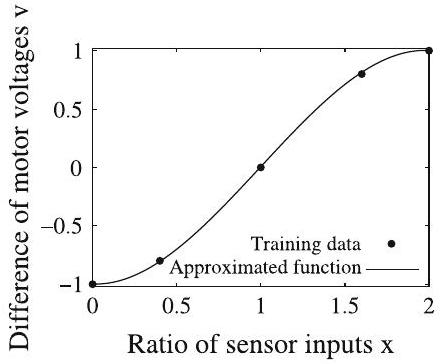 Difference of motor voltages v
1
0.5
0
−0.5
−1
Training data
Approximated function
0 0.5 1 1.5 2
Ratio of sensor inputs x